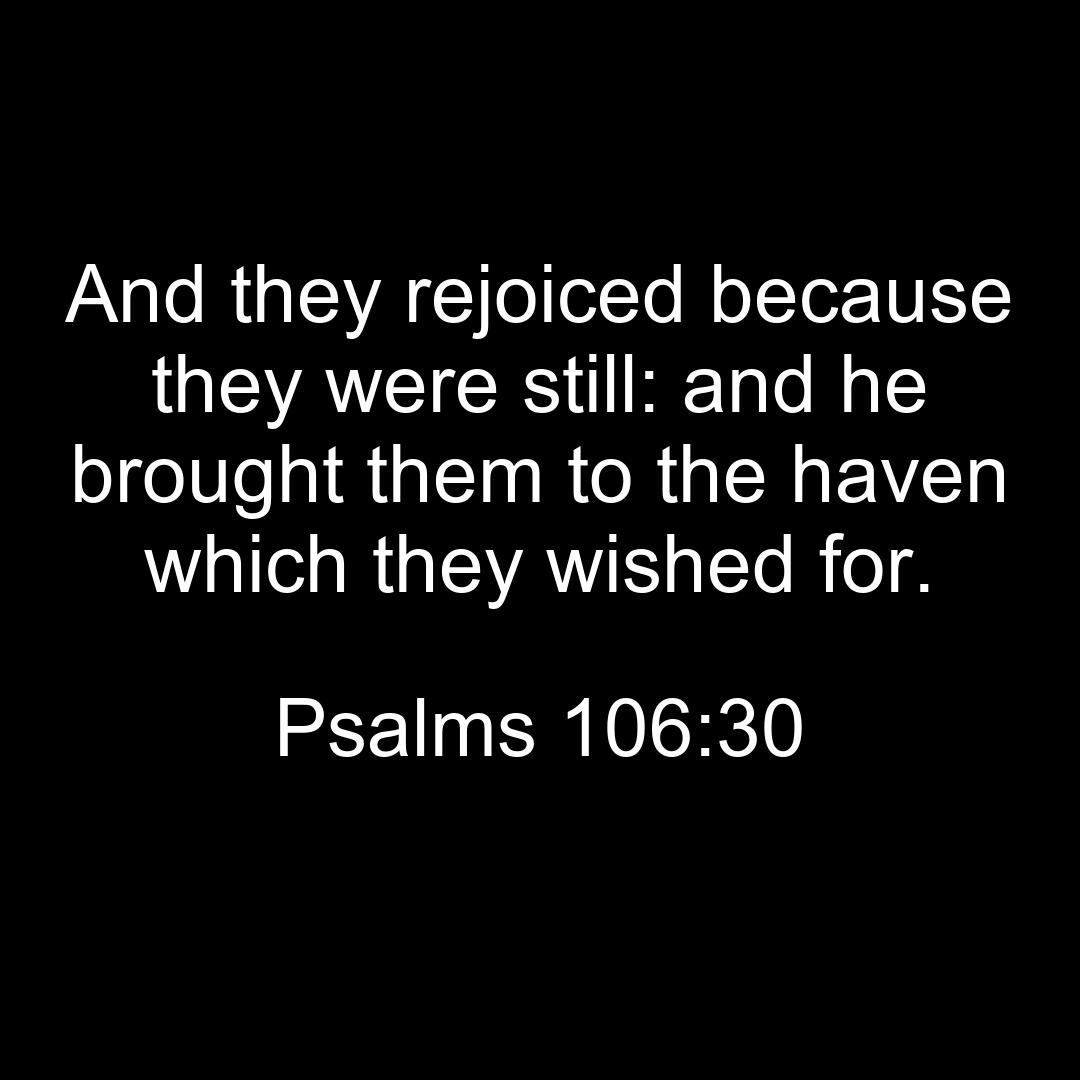 And they rejoiced because
they were still: and he
brought them to the haven
which they wished for.
Psalms 106:30